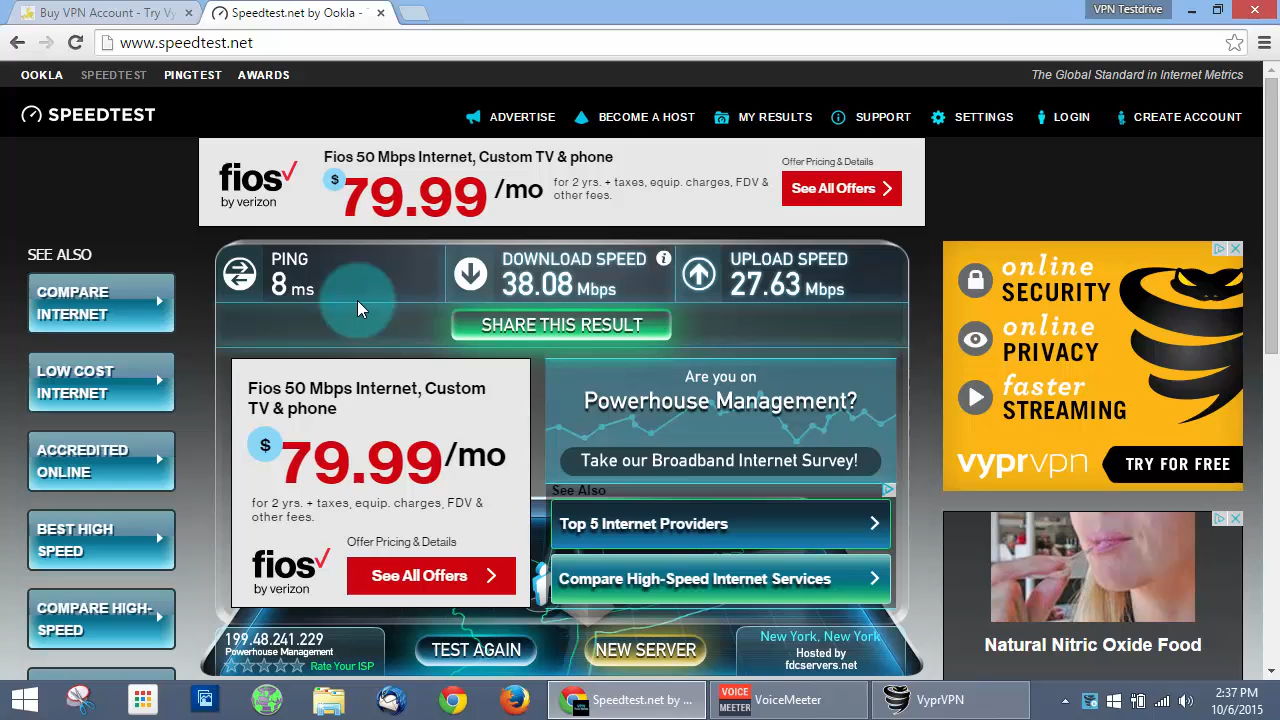 Buy VPN Account - Try Vy
Speedtest.net by Ookla -
VPN Testdrive
www.speedtest.net
OOKLA SPEEDTEST PINGTEST AWARDS
The Global Standard in Internet Metrics
SPEEDTEST
ADVERTISE BECOME A HOST MY RESULTS SUPPORT SETTINGS LOGIN CREATE ACCOUNT
fios
by verizon
Fios 50 Mbps Internet, Custom TV & phone
$79.99/mo
for 2 yrs. + taxes, equip. charges, FDV &
other fees.
Offer Pricing & Details
See All Offers
SEE ALSO
COMPARE
INTERNET
LOW COST
INTERNET
ACCREDITED
ONLINE
BEST HIGH
SPEED
COMPARE HIGH-
SPEED
PING
8 ms
DOWNLOAD SPEED
38.08 Mbps
UPLOAD SPEED
27.63 Mbps
SHARE THIS RESULT
Fios 50 Mbps Internet, Custom
TV & phone
$79.99/mo
for 2 yrs. + taxes, equip. charges, FDV &
other fees.
fios
by verizon
Offer Pricing & Details
See All Offers
Are you on
Powerhouse Management?
Take our Broadband Internet Survey!
See Also
Top 5 Internet Providers
Compare High-Speed Internet Services
199.48.241.229
Powerhouse Management
Rate Your ISP
TEST AGAIN
NEW SERVER
New York, New York
Hosted by
fdcservers.net
online
SECURITY
online
PRIVACY
faster
STREAMING
vyprvpn
TRY FOR FREE
Natural Nitric Oxide Food
Speedtest.net by ...
VOICE
MEETER
VoiceMeeter
VyprVPN
2:37 PM
10/6/2015